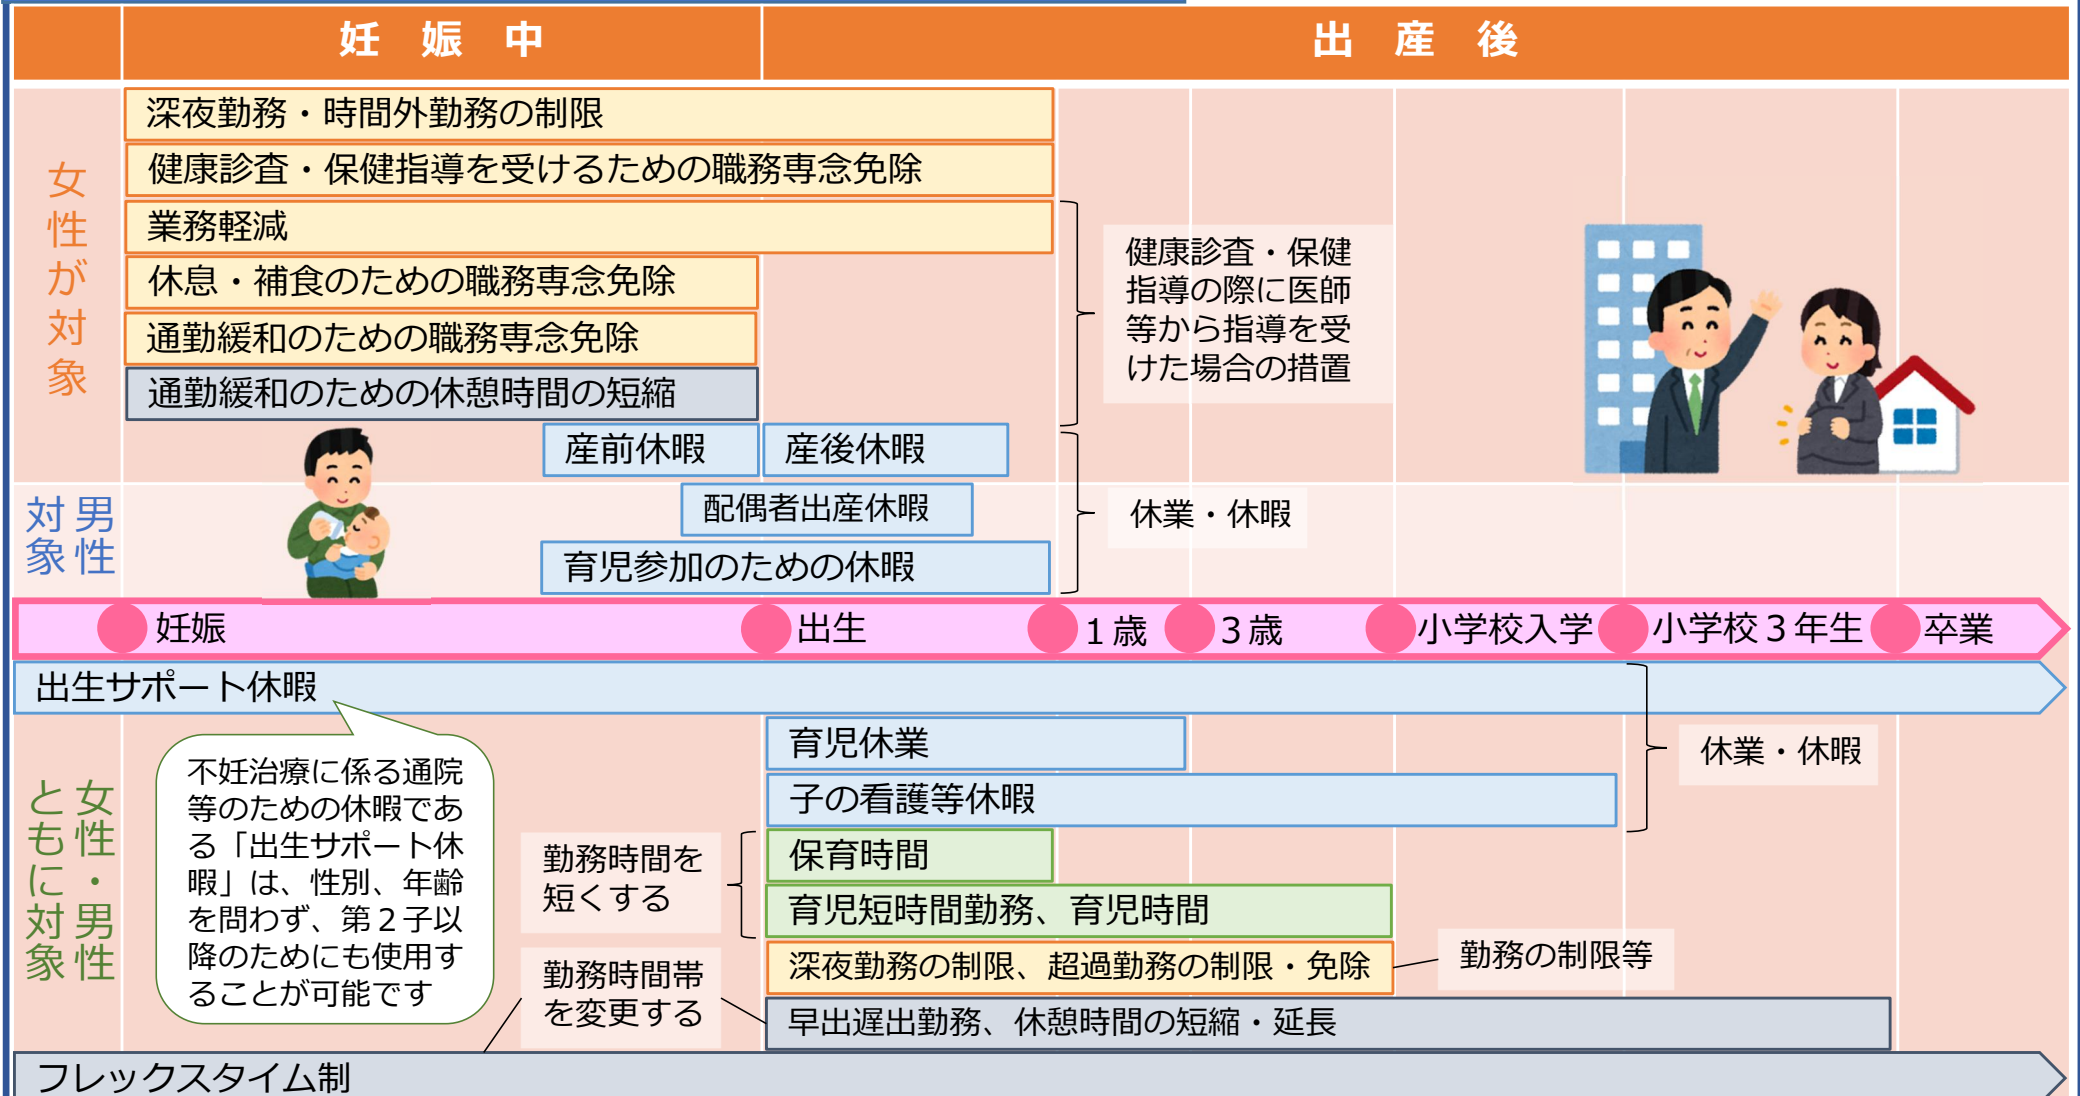 妊 娠 中
出 産 後
女性が対象
深夜勤務・時間外勤務の制限
健康診査・保健指導を受けるための職務専念免除
業務軽減
休息・補食のための職務専念免除
通勤緩和のための職務専念免除
通勤緩和のための休憩時間の短縮
健康診査・保健
指導の際に医師
等から指導を受
けた場合の措置
産前休暇
産後休暇
男性
対象
配偶者出産休暇
育児参加のための休暇
休業・休暇
妊娠
出生
1歳
3歳
小学校入学
小学校3年生
卒業
出生サポート休暇
不妊治療に係る通院
等のための休暇であ
る「出生サポート休
暇」は、性別、年齢
を問わず、第2子以
降のためにも使用す
ることが可能です
女性・男性
ともに対象
育児休業
子の看護等休暇
休業・休暇
勤務時間を
短くする
保育時間
育児短時間勤務、育児時間
深夜勤務の制限、超過勤務の制限・免除
勤務の制限等
勤務時間帯
を変更する
早出遅出勤務、休憩時間の短縮・延長
フレックスタイム制